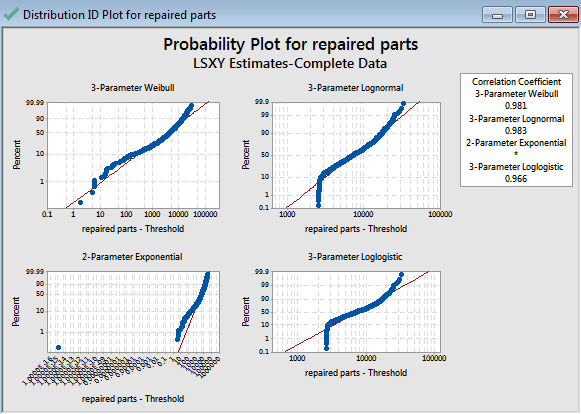 Distribution ID Plot for repaired parts
Probability Plot for repaired parts
LSXY Estimates-Complete Data
3-Parameter Weibull
3-Parameter Lognormal
Percent
99.99
90
50
10
1
0.1 1 10 100 1000 10000 100000
repaired parts - Threshold
Percent
99.9
99
90
50
10
1
0.1
1000 10000 100000
repaired parts - Threshold
Correlation Coefficient
3-Parameter Weibull
0.981
3-Parameter Lognormal
0.983
2-Parameter Exponential
*
3-Parameter Loglogistic
0.966
2-Parameter Exponential
3-Parameter Loglogistic
Percent
99.99
90
50
10
1
repaired parts - Threshold
Percent
99.9
99
90
50
10
1
0.1
1000 10000 100000
repaired parts - Threshold